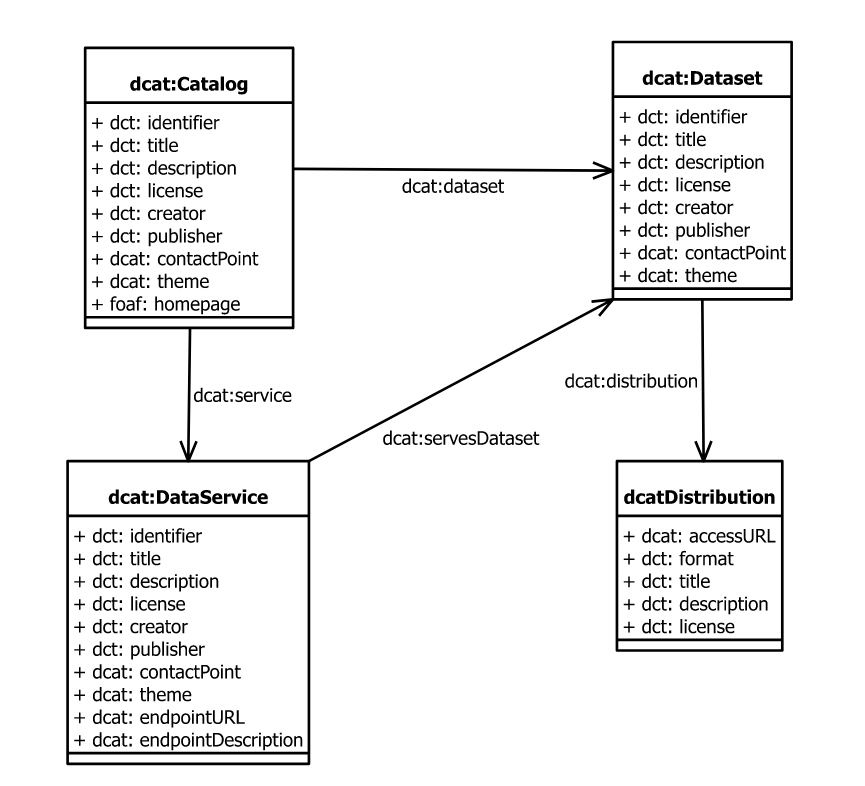 dcat:Catalog
+ dct: identifier
+ dct: title
+ dct: description
+ dct: license
+ dct: creator
+ dct: publisher
+ dcat: contactPoint
+ dcat: theme
+ foaf: homepage
dcat:dataset
dcat:Dataset
+ dct: identifier
+ dct: title
+ dct: description
+ dct: license
+ dct: creator
+ dct: publisher
+ dcat: contactPoint
+ dcat: theme
dcat:service
dcat:servesDataset
dcat:distribution
dcat:DataService
+ dct: identifier
+ dct: title
+ dct: description
+ dct: license
+ dct: creator
+ dct: publisher
+ dcat: contactPoint
+ dcat: theme
+ dcat: endpointURL
+ dcat: endpointDescription
dcatDistribution
+ dcat: accessURL
+ dct: format
+ dct: title
+ dct: description
+ dct: license